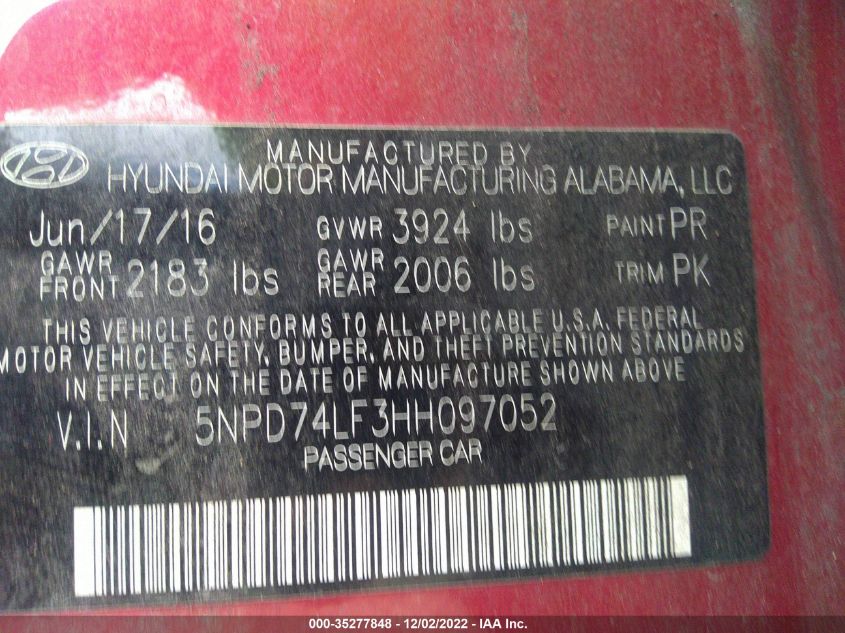 MANUFACTURED BY
HYUNDAI MOTOR MANUFACTURING ALABAMA, LLC
Jun/17/16 GVWR 3924 lbs PAINT PR
GAWR FRONT 2183 lbs GAWR REAR 2006 lbs TRIM PK
THIS VEHICLE CONFORMS TO ALL APPLICABLE U.S.A. FEDERAL
MOTOR VEHICLE SAFETY, BUMPER, AND THEFT PREVENTION STANDARDS
IN EFFECT ON THE DATE OF MANUFACTURE SHOWN ABOVE
V.I.N 5NPD74LF3HH097052
PASSENGER CAR
000-35277848 - 12/02/2022 - IAA Inc.